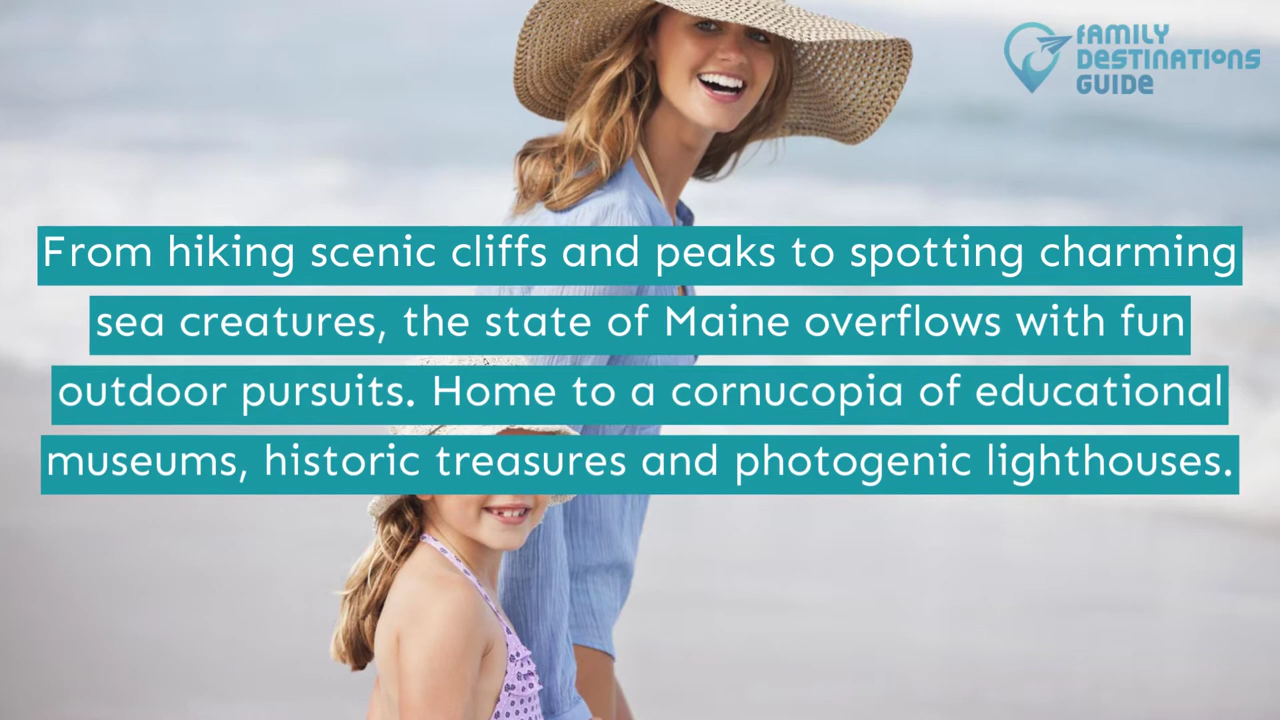 FAMILY
DESTINATIONS
GUIDE
From hiking scenic cliffs and peaks to spotting charming
sea creatures, the state of Maine overflows with fun
outdoor pursuits. Home to a cornucopia of educational
museums, historic treasures and photogenic lighthouses.